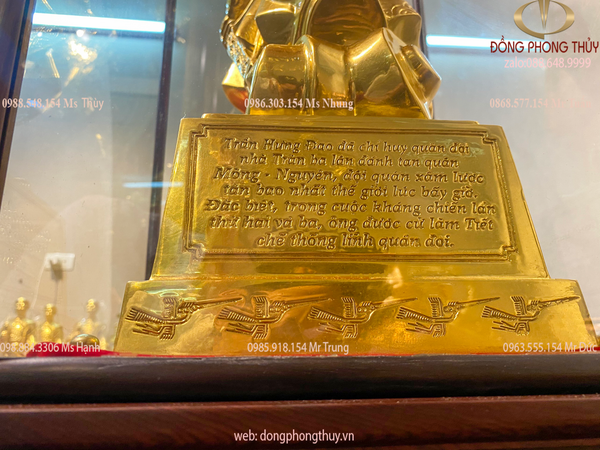 ĐỒNG PHONG THỦY
zalo:038.648.9999
0988.548.154 Ms Thủy
0986.303.154 Ms Nhung
0868.577.154
Trần Hưng Đạo đã chỉ huy quân đội
nhà Trần ba lần đánh tan quân
Mông - Nguyên, đội quân xâm lược
tàn bạo nhất thế giới lúc bấy giờ.
Đặc biệt, trong cuộc kháng chiến lần
thứ hai và ba, ông được cử làm Tiết
chế thống lĩnh quân đội.
3306 Ms Hạnh
0985.918.154 Mr Trung
0963.555.154 Mr Đức
web: dongphongthuy.vn